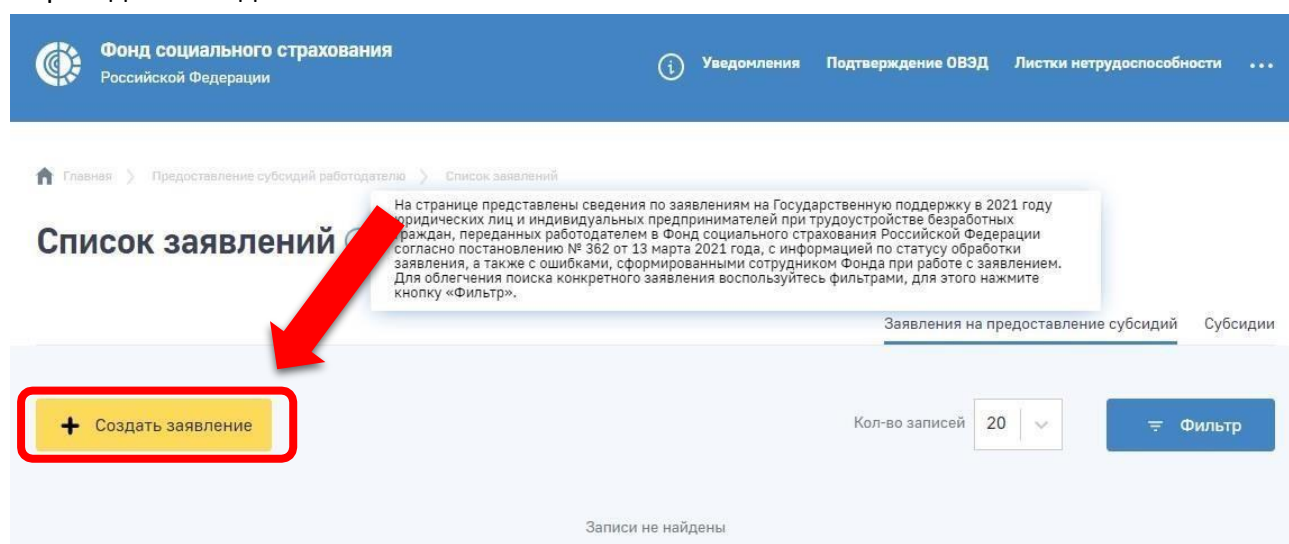 Фонд социального страхования
Российской Федерации
Уведомления Подтверждение ОВЭД Листки нетрудоспособности ...
Главная > Предоставление субсидий работодателю > Список заявлений
Список заявлений
На странице представлены сведения по заявлениям на Государственную поддержку в 2021 году
юридических лиц и индивидуальных предпринимателей при трудоустройстве безработных
граждан, переданных работодателем в Фонд социального страхования Российской Федерации
согласно постановлению № 362 от 13 марта 2021 года, с информацией по статусу обработки
заявления, а также с ошибками, сформированными сотрудником Фонда при работе с заявлением.
Для облегчения поиска конкретного заявления воспользуйтесь фильтрами, для этого нажмите
кнопку «Фильтр».
Заявления на предоставление субсидий Субсидии
+ Создать заявление
Кол-во записей 20
Фильтр
Записи не найдены